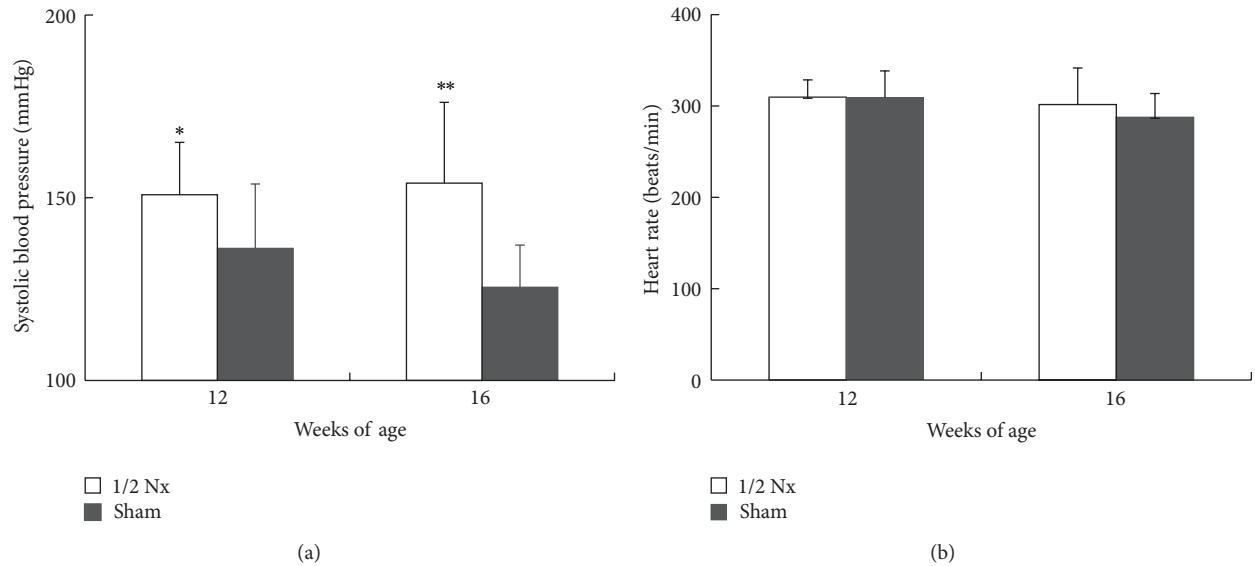 200
150
100
Systolic blood pressure (mmHg)
*
**
12
16
Weeks of age
1/2 Nx
Sham
(a)
400
300
200
100
0
Heart rate (beats/min)
12
16
Weeks of age
1/2 Nx
Sham
(b)